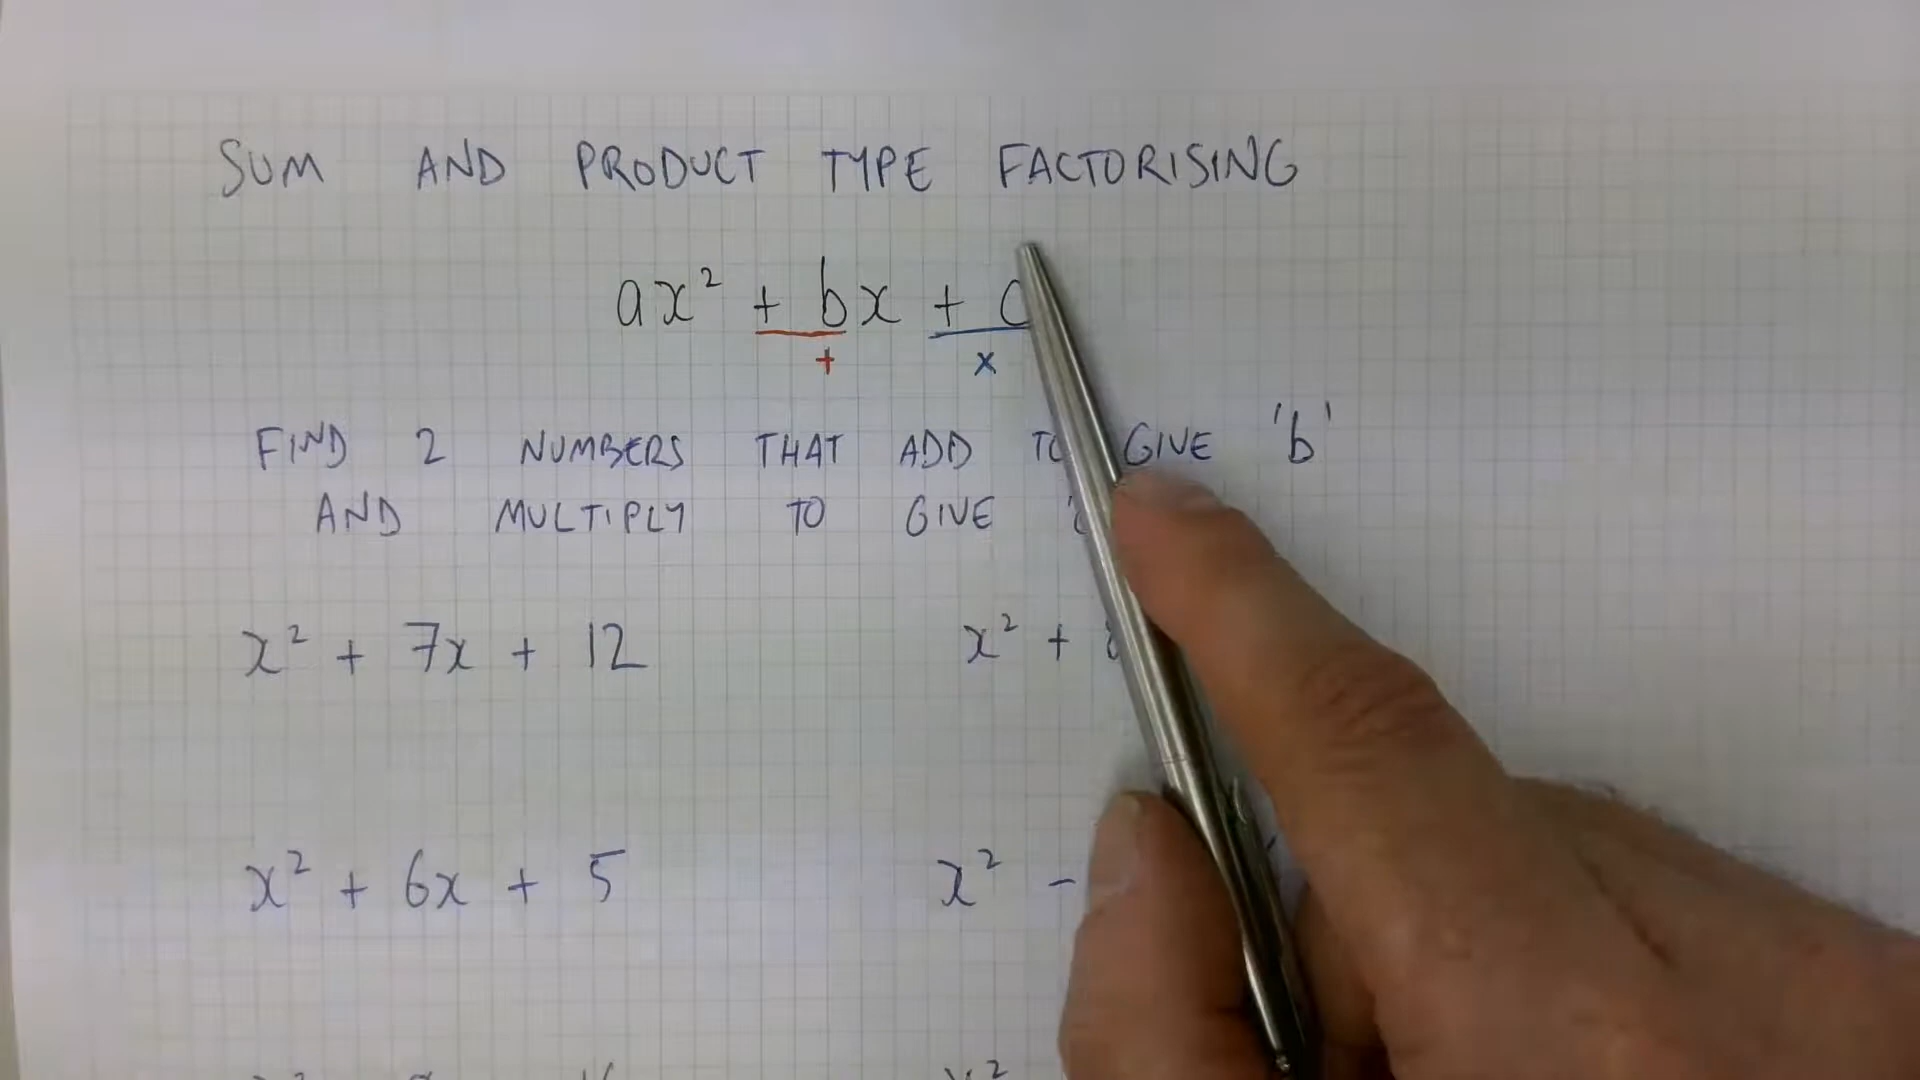 SUM AND PRODUCT TYPE FACTORISING
ax² + bx + c
+ x
FIND 2 NUMBERS THAT ADD TO GIVE 'b'
AND MULTIPLY TO GIVE
x² + 7x + 12 x² +
x² + 6x + 5 x² -
x²